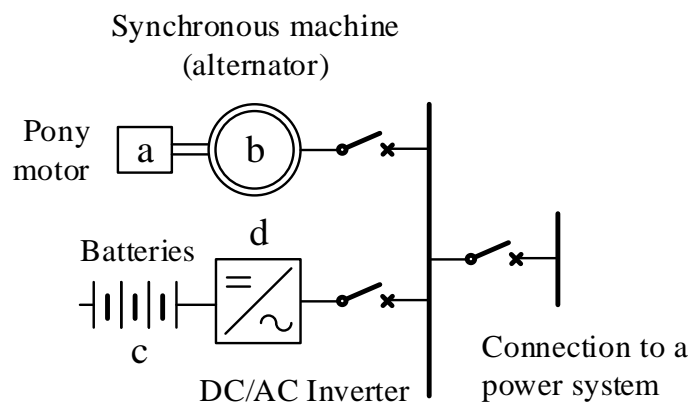 Synchronous machine
(alternator)
Pony
motor
a
b
d
Batteries
c
DC/AC Inverter
Connection to a
power system